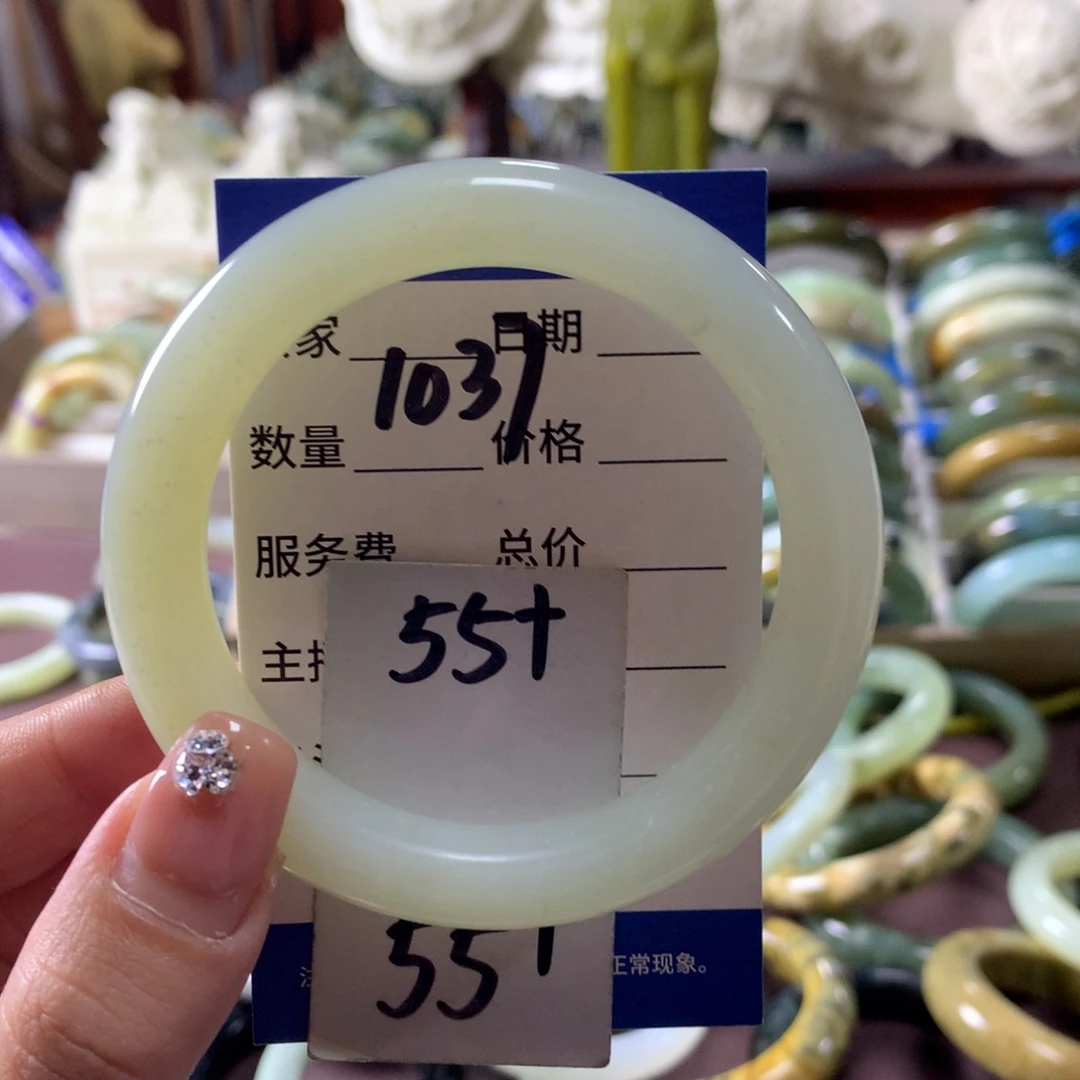 家 日期
1037
数量 价格
服务费 总价
55+
主
55
正常现象。